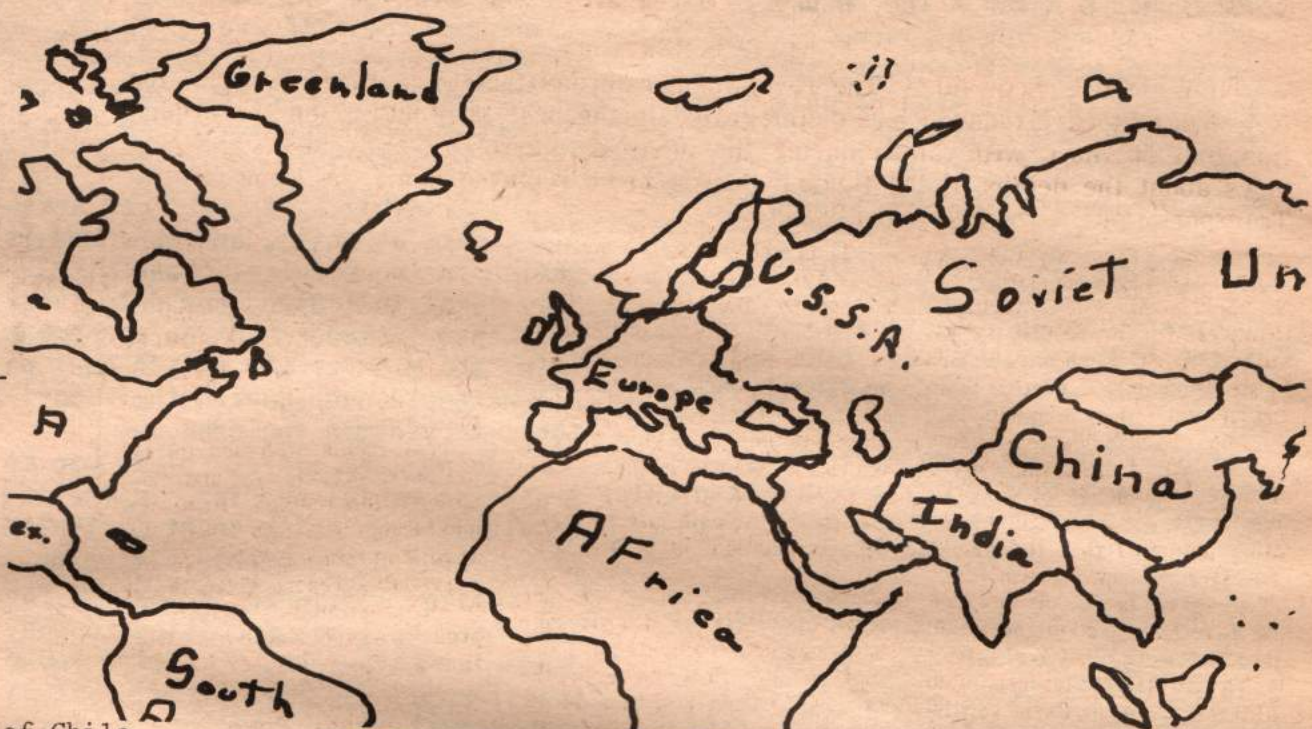 Greenland
Soviet Un
U.S.S.A.
Europe
A
China
India
ex.
AFrica
South
A
of Chile